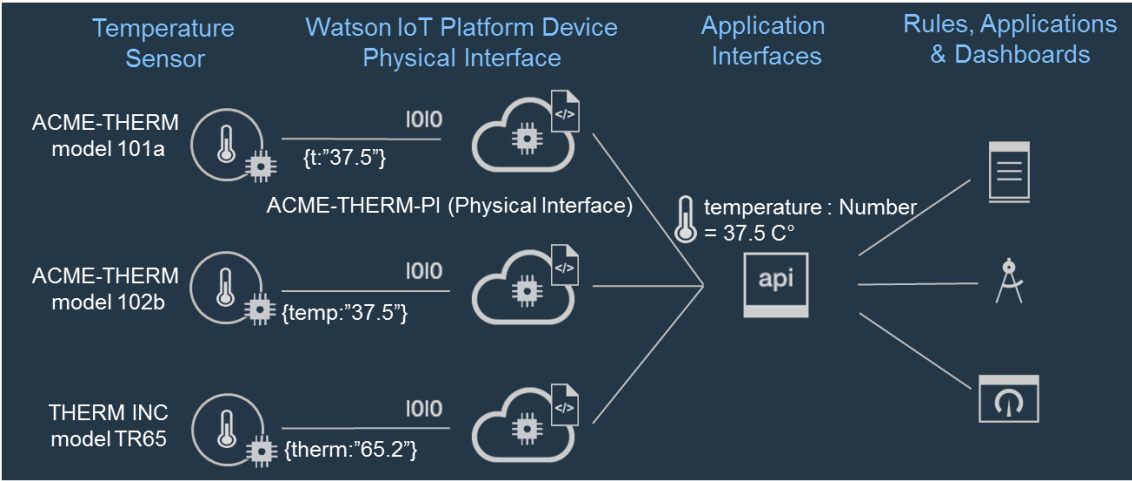 Temperature
Sensor
Watson IoT Platform Device
Physical Interface
Application
Interfaces
Rules, Applications
& Dashboards
ACME-THERM
model 101a
IOIO
{t:”37.5”}
</>
ACME-THERM-PI (Physical Interface)
temperature : Number
= 37.5 C°
api
ACME-THERM
model 102b
IOIO
{temp:”37.5”}
</>
THERM INC
model TR65
IOIO
{therm:”65.2”}
</>